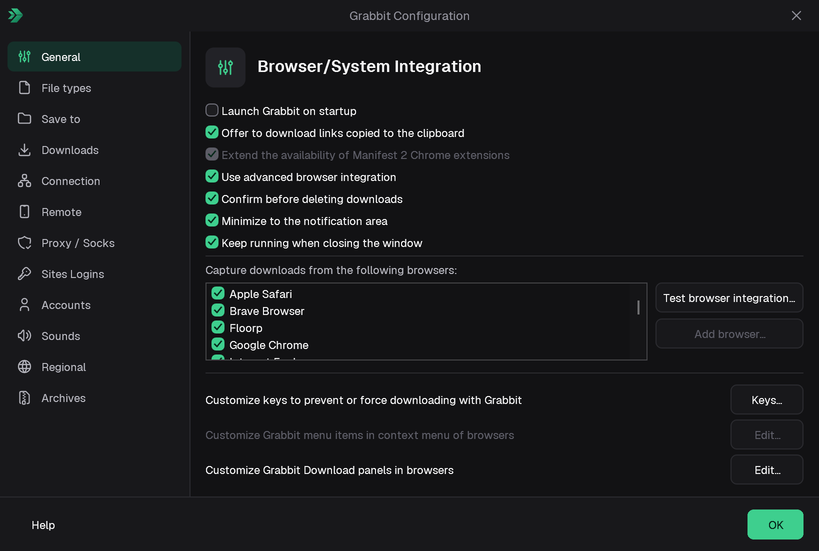 Grabbit Configuration
General
File types
Save to
Downloads
Connection
Remote
Proxy / Socks
Sites Logins
Accounts
Sounds
Regional
Archives
Browser/System Integration
Launch Grabbit on startup
Offer to download links copied to the clipboard
Extend the availability of Manifest 2 Chrome extensions
Use advanced browser integration
Confirm before deleting downloads
Minimize to the notification area
Keep running when closing the window
Capture downloads from the following browsers:
Apple Safari
Brave Browser
Floorp
Google Chrome
Test browser integration...
Add browser...
Customize keys to prevent or force downloading with Grabbit
Keys...
Customize Grabbit menu items in context menu of browsers
Edit...
Customize Grabbit Download panels in browsers
Edit...
Help
OK